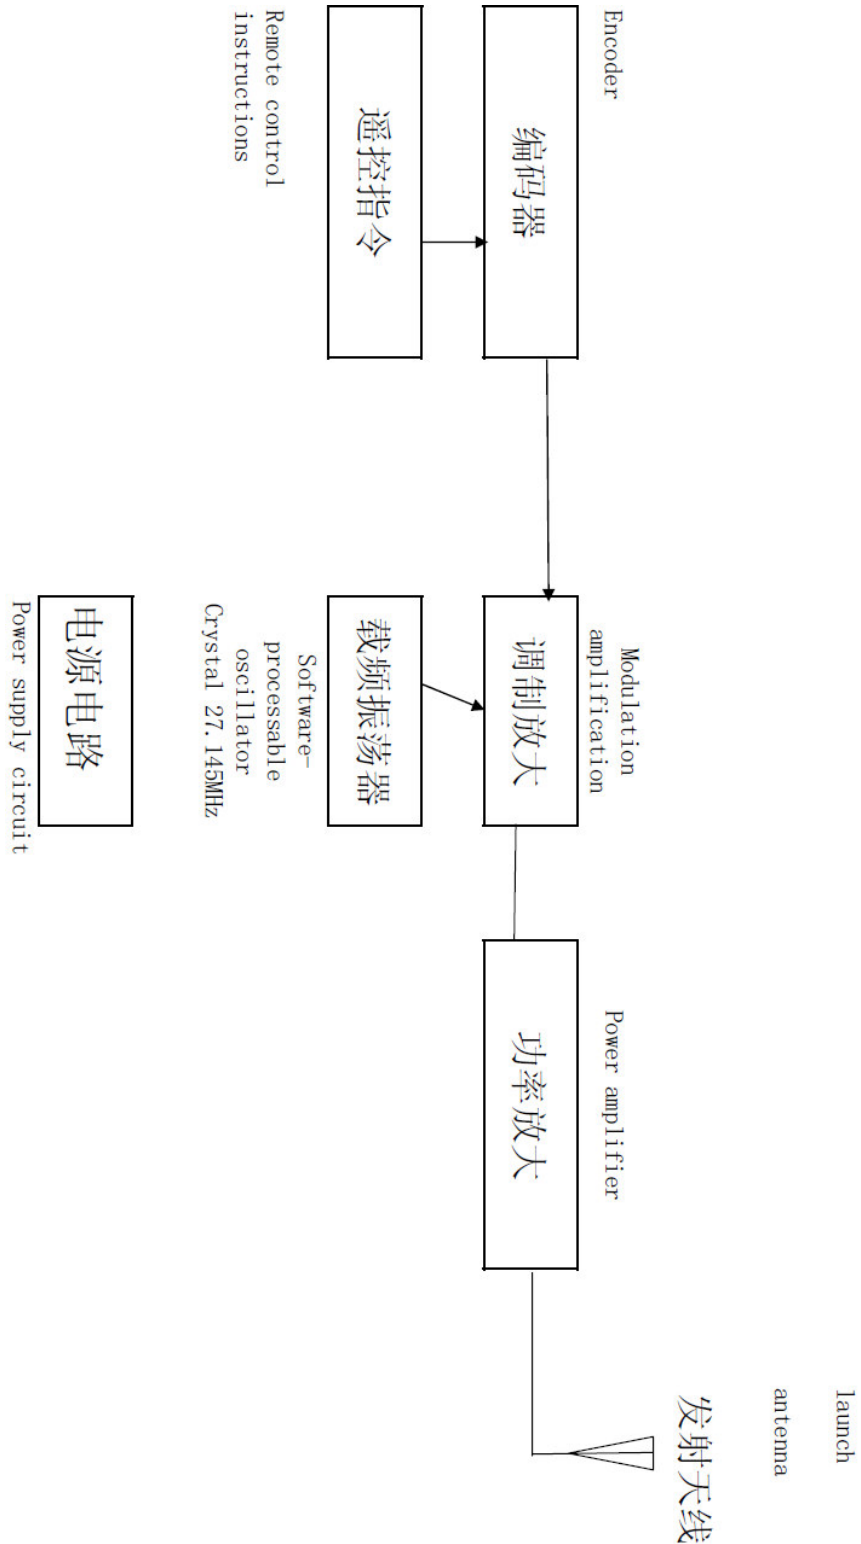 launch
antenna
发射天线
Encoder
编码器
Modulation
amplification
调制放大
Power amplifier
功率放大
遥控指令
Remote control
instructions
载频振荡器
Software-
processable
oscillator
Crystal 27.145MHz
电源电路
Power supply circuit